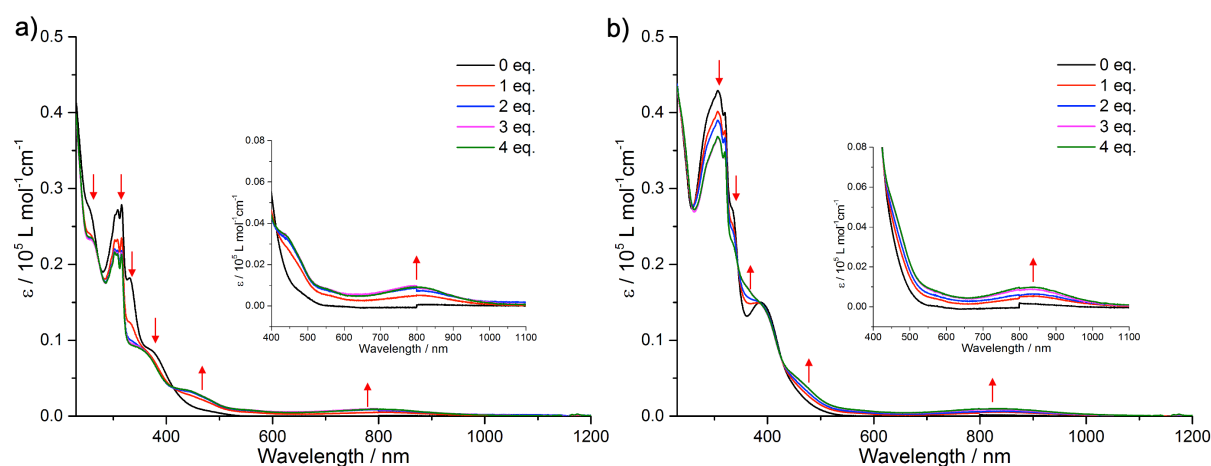 a)
0.5
0.4
0.3
0.2
0.1
0.0
ε / 10⁵ L mol⁻¹cm⁻¹
400
600
800
1000
1200
Wavelength / nm
0 eq.
1 eq.
2 eq.
3 eq.
4 eq.
0.08
0.06
0.04
0.02
0.00
ε / 10⁵ L mol⁻¹cm⁻¹
400 500 600 700 800 900 1000 1100
Wavelength / nm
b)
0.5
0.4
0.3
0.2
0.1
0.0
ε / 10⁵ L mol⁻¹cm⁻¹
400
600
800
1000
1200
Wavelength / nm
0 eq.
1 eq.
2 eq.
3 eq.
4 eq.
0.08
0.06
0.04
0.02
0.00
ε / 10⁵ L mol⁻¹cm⁻¹
400 500 600 700 800 900 1000 1100
Wavelength / nm